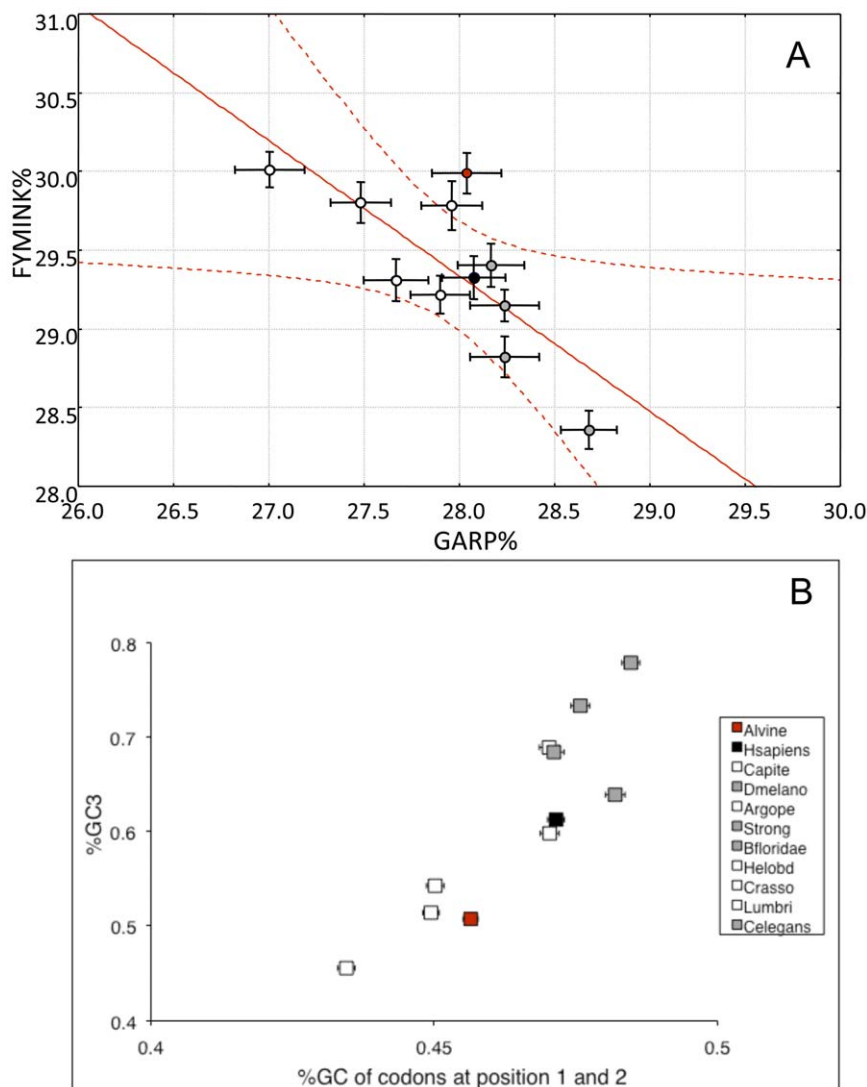 A
31.0
30.5
30.0
29.5
29.0
28.5
28.0
FYMINK%
26.0 26.5 27.0 27.5 28.0 28.5 29.0 29.5 30.0
GARP%
B
0.8
0.7
0.6
0.5
0.4
%GC3
0.4 0.45 0.5
%GC of codons at position 1 and 2
Alvine
Hsapiens
Capite
Dmelano
Argope
Strong
Bfloridae
Helobd
Crasso
Lumbri
Celegans